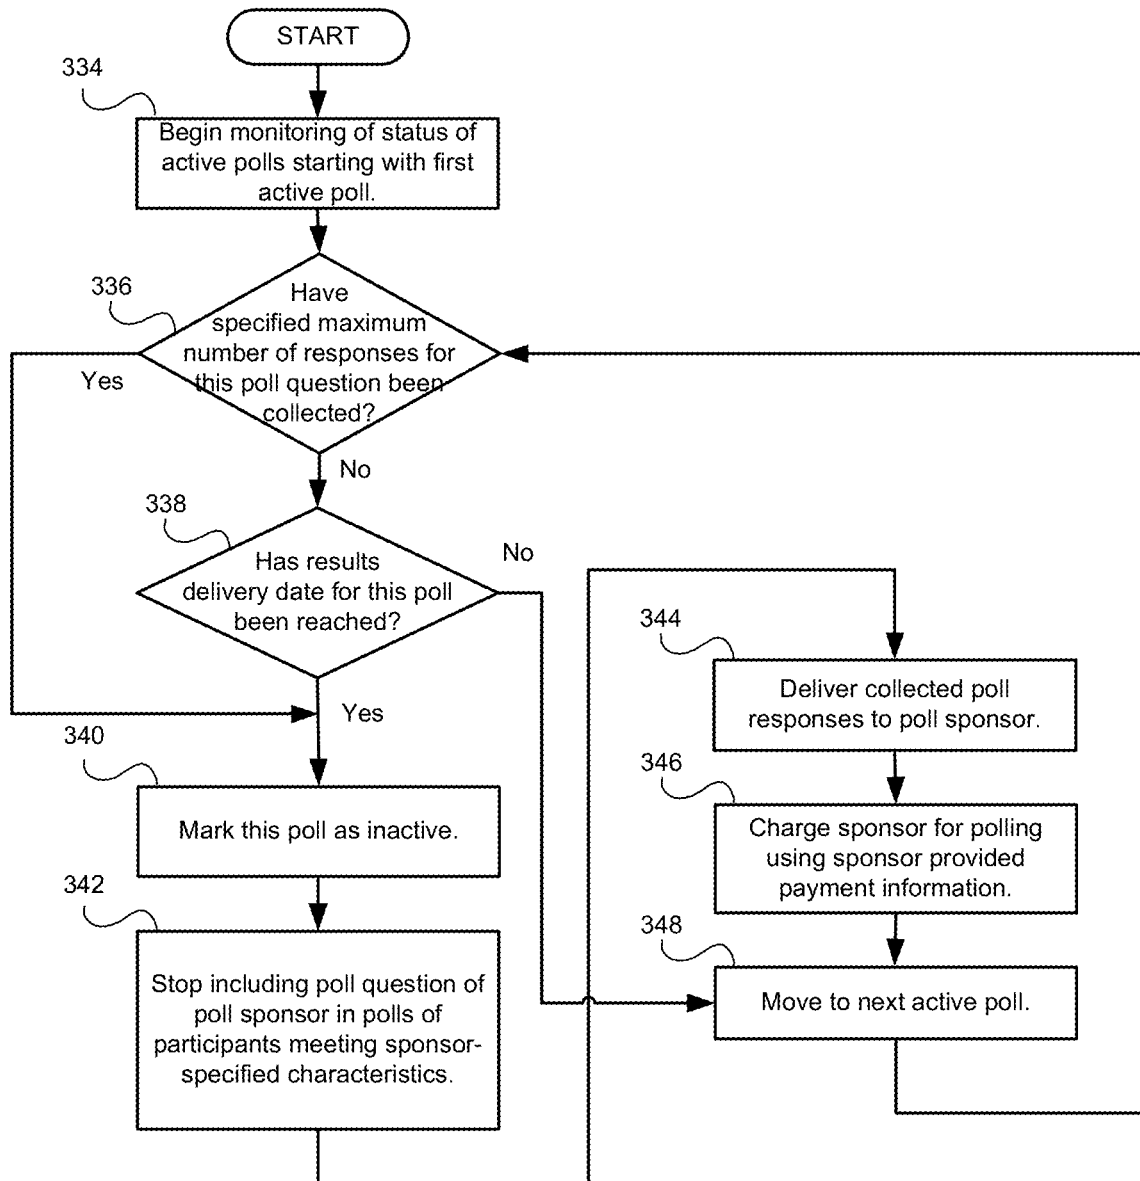 START
334
Begin monitoring of status of
active polls starting with first
active poll.
336
Have
specified maximum
number of responses for
this poll question been
collected?
Yes
No
338
Has results
delivery date for this poll
been reached?
No
Yes
340
Mark this poll as inactive.
342
Stop including poll question of
poll sponsor in polls of
participants meeting sponsor-
specified characteristics.
344
Deliver collected poll
responses to poll sponsor.
346
Charge sponsor for polling
using sponsor provided
payment information.
348
Move to next active poll.